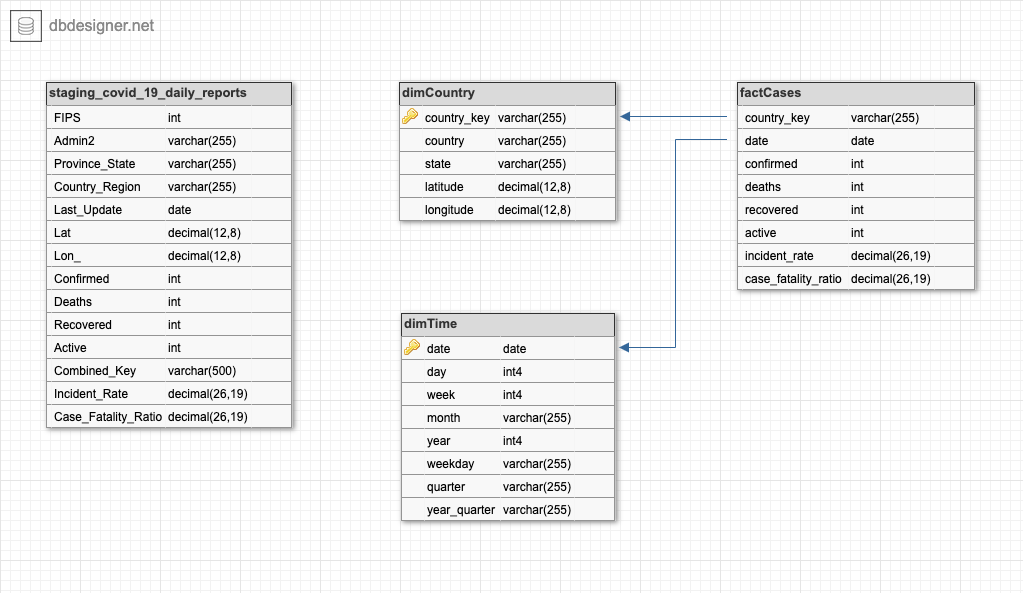 dbdesigner.net
staging_covid_19_daily_reports
FIPS int
Admin2 varchar(255)
Province_State varchar(255)
Country_Region varchar(255)
Last_Update date
Lat decimal(12,8)
Lon_ decimal(12,8)
Confirmed int
Deaths int
Recovered int
Active int
Combined_Key varchar(500)
Incident_Rate decimal(26,19)
Case_Fatality_Ratio decimal(26,19)
dimCountry
country_key varchar(255)
country varchar(255)
state varchar(255)
latitude decimal(12,8)
longitude decimal(12,8)
dimTime
date date
day int4
week int4
month varchar(255)
year int4
weekday varchar(255)
quarter varchar(255)
year_quarter varchar(255)
factCases
country_key varchar(255)
date date
confirmed int
deaths int
recovered int
active int
incident_rate decimal(26,19)
case_fatality_ratio decimal(26,19)